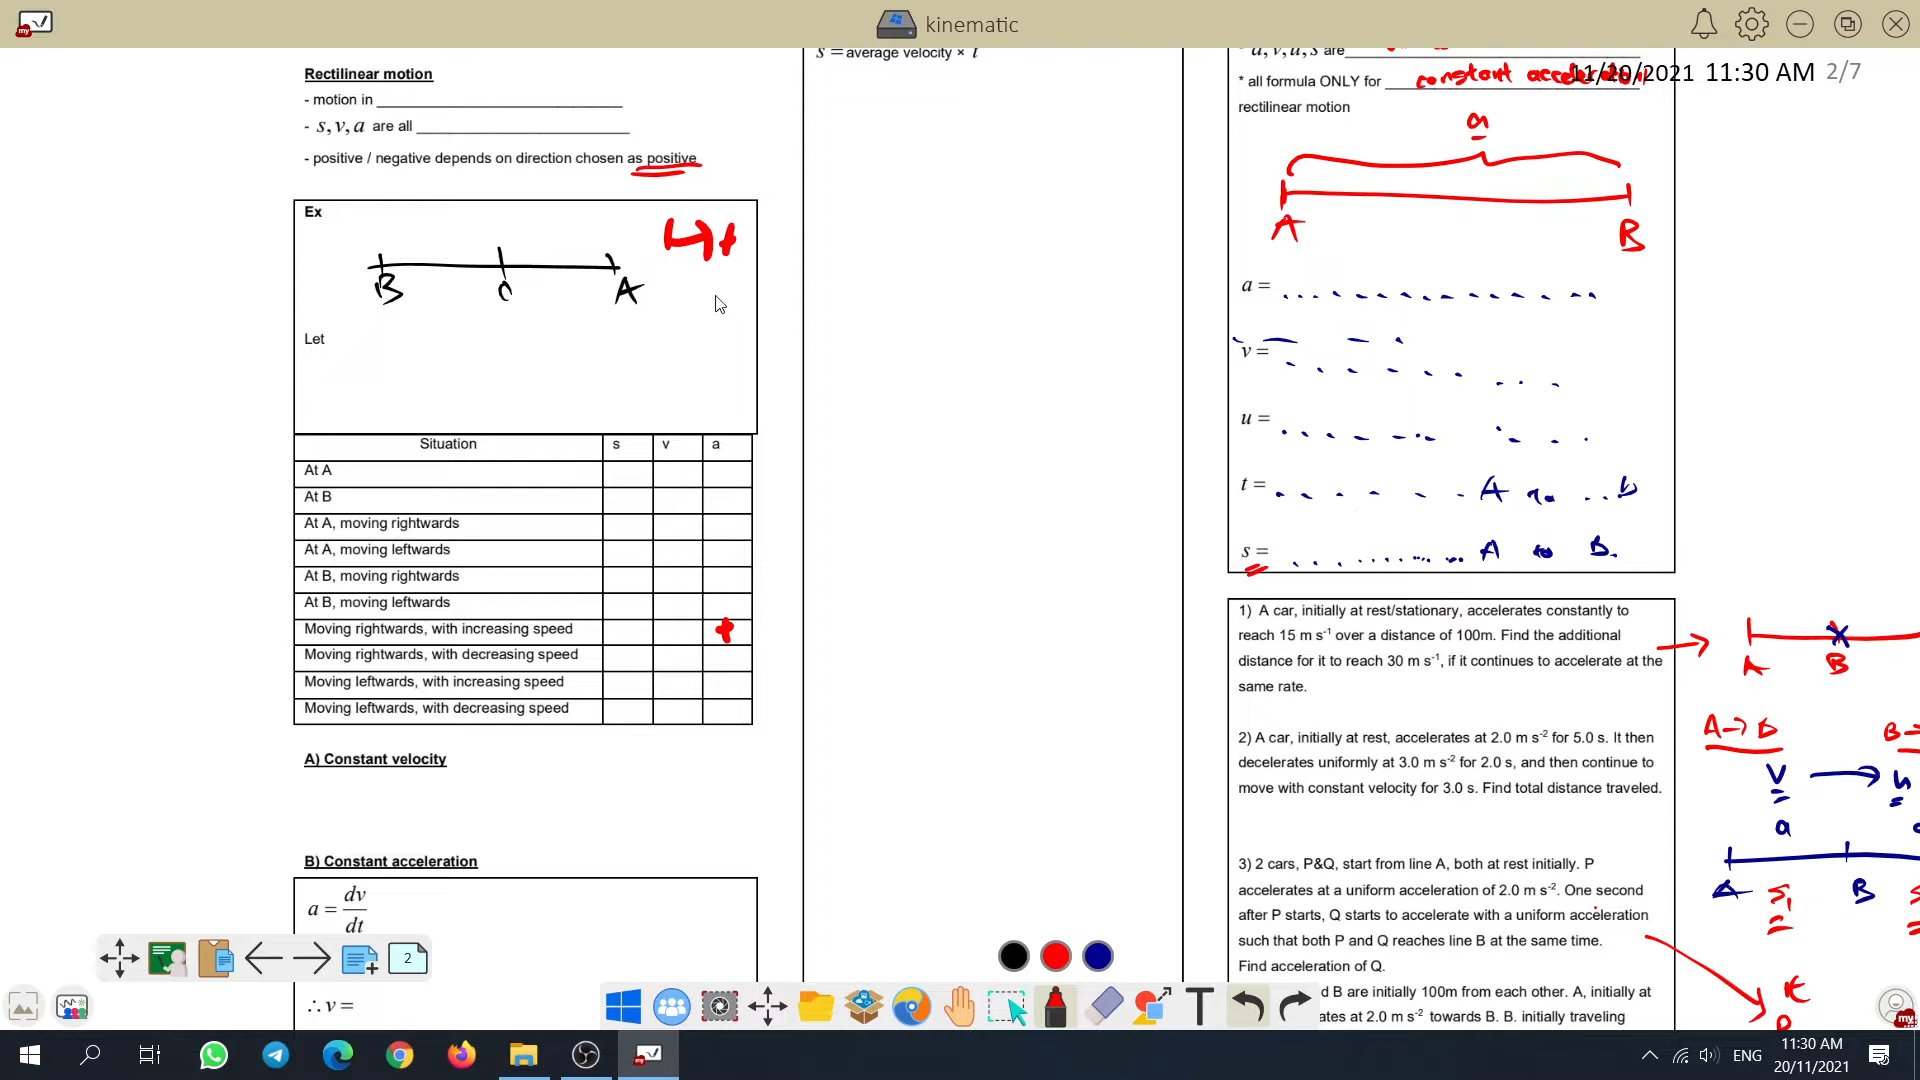 kinematic
11/20/2021 11:30 AM 2/7
Rectilinear motion
- motion in ____________________
- s, v, a are all ____________________
- positive / negative depends on direction chosen as positive
Ex
+
B O A
Let
Situation s v a
At A
At B
At A, moving rightwards
At A, moving leftwards
At B, moving rightwards
At B, moving leftwards
Moving rightwards, with increasing speed +
Moving rightwards, with decreasing speed
Moving leftwards, with increasing speed
Moving leftwards, with decreasing speed
A) Constant velocity
B) Constant acceleration
a = dv/dt
∴ v =
s = average velocity × t
- a, v, u, s are
* all formula ONLY for constant acceleration
rectilinear motion
a
A B
a =
v =
u =
t = A to B
s = A to B.
1) A car, initially at rest/stationary, accelerates constantly to
reach 15 m s-1 over a distance of 100m. Find the additional
distance for it to reach 30 m s-1, if it continues to accelerate at the
same rate.
2) A car, initially at rest, accelerates at 2.0 m s-2 for 5.0 s. It then
decelerates uniformly at 3.0 m s-2 for 2.0 s, and then continue to
move with constant velocity for 3.0 s. Find total distance traveled.
3) 2 cars, P&Q, start from line A, both at rest initially. P
accelerates at a uniform acceleration of 2.0 m s-2. One second
after P starts, Q starts to accelerate with a uniform acceleration
such that both P and Q reaches line B at the same time.
Find acceleration of Q.
d B are initially 100m from each other. A, initially at
ates at 2.0 m s-2 towards B. B. initially traveling
A B
A → B B →
v → u
a
A S1 B
2
T
my
ENG
11:30 AM
20/11/2021